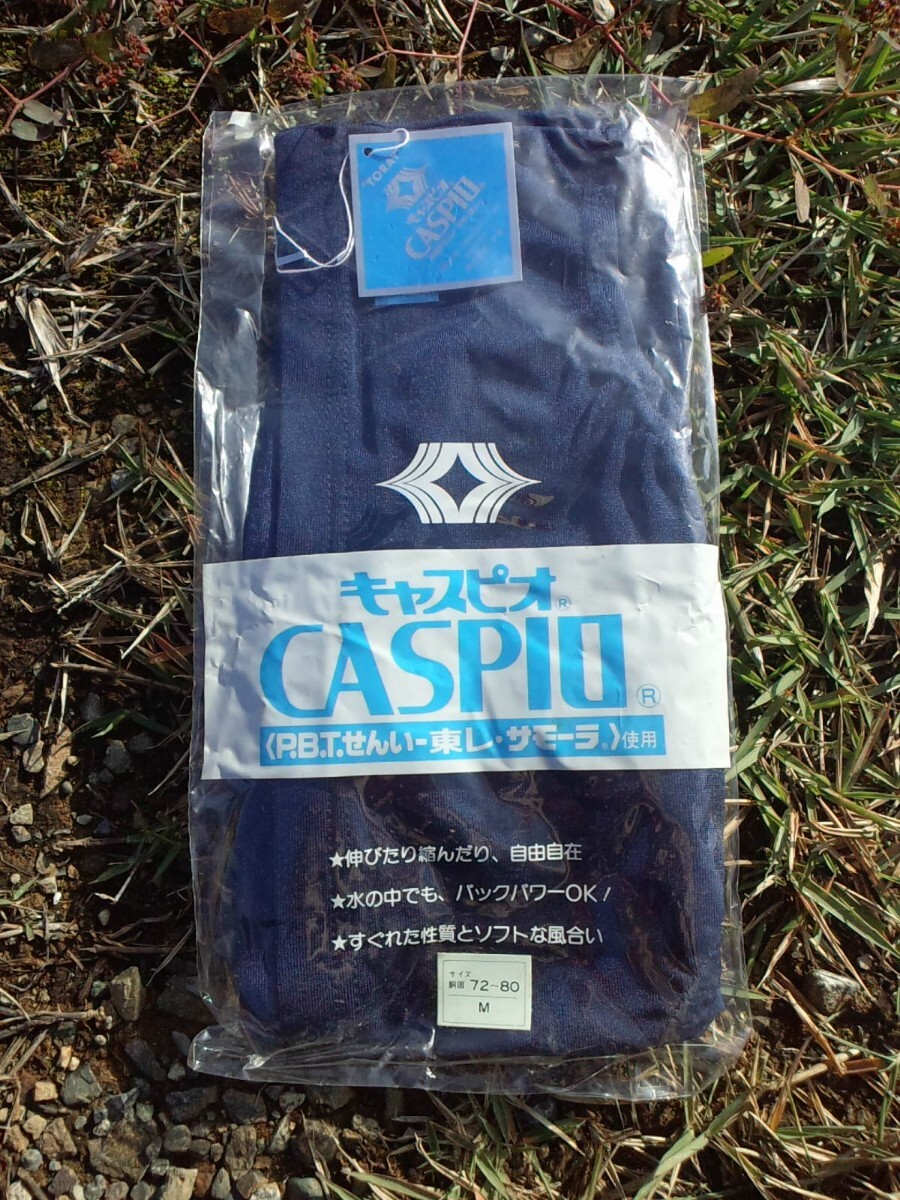 TORAY
キャスピオ
CASPIO
キャスピオ®
CASPIO®
〈P.B.T.せんい-東レ・サモーラ®〉使用
★伸びたり縮んだり、自由自在
★水の中でも、バックパワーOK!
★すぐれた性質とソフトな風合い
サイズ
胴囲 72~80
M